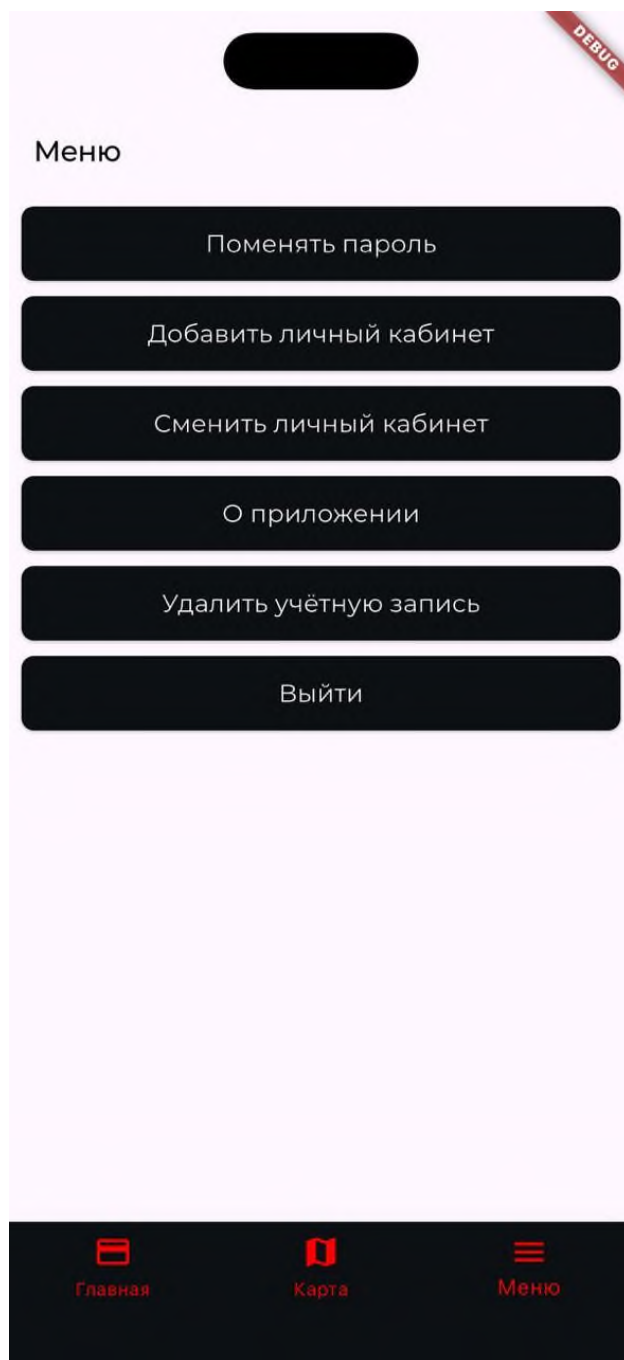 DEBUG
Меню
Поменять пароль
Добавить личный кабинет
Сменить личный кабинет
О приложении
Удалить учётную запись
Выйти
Главная
Карта
Меню